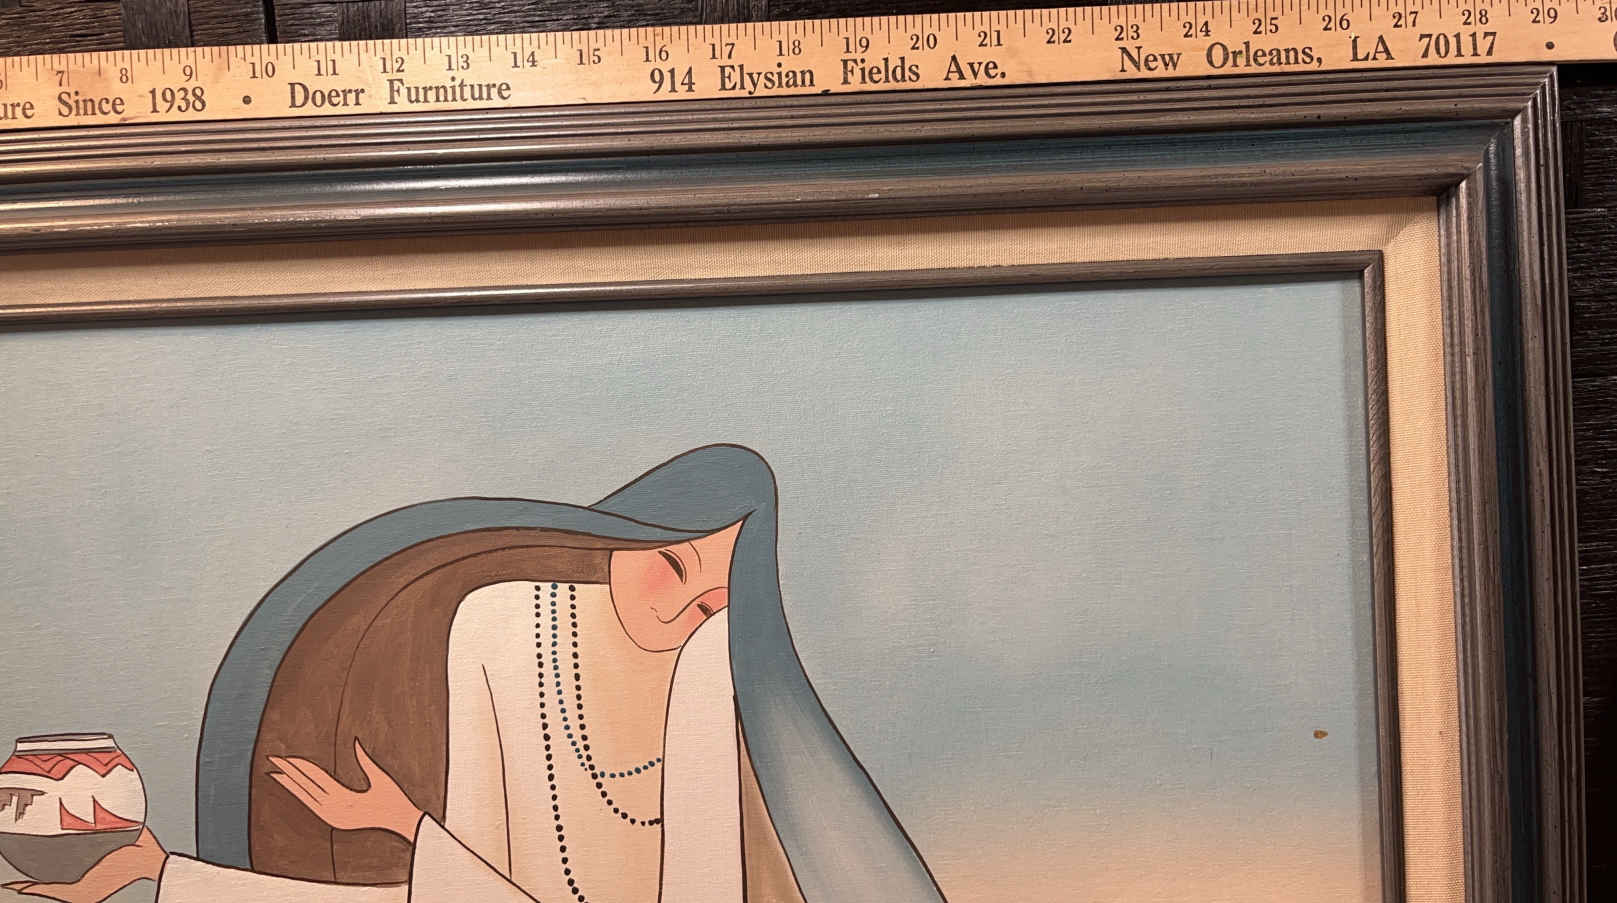 7 8 9 10 11 12 13 14 15 16 17 18 19 20 21 22 23 24 25 26 27 28 29
Since 1938 • Doerr Furniture 914 Elysian Fields Ave. New Orleans, LA 70117 •